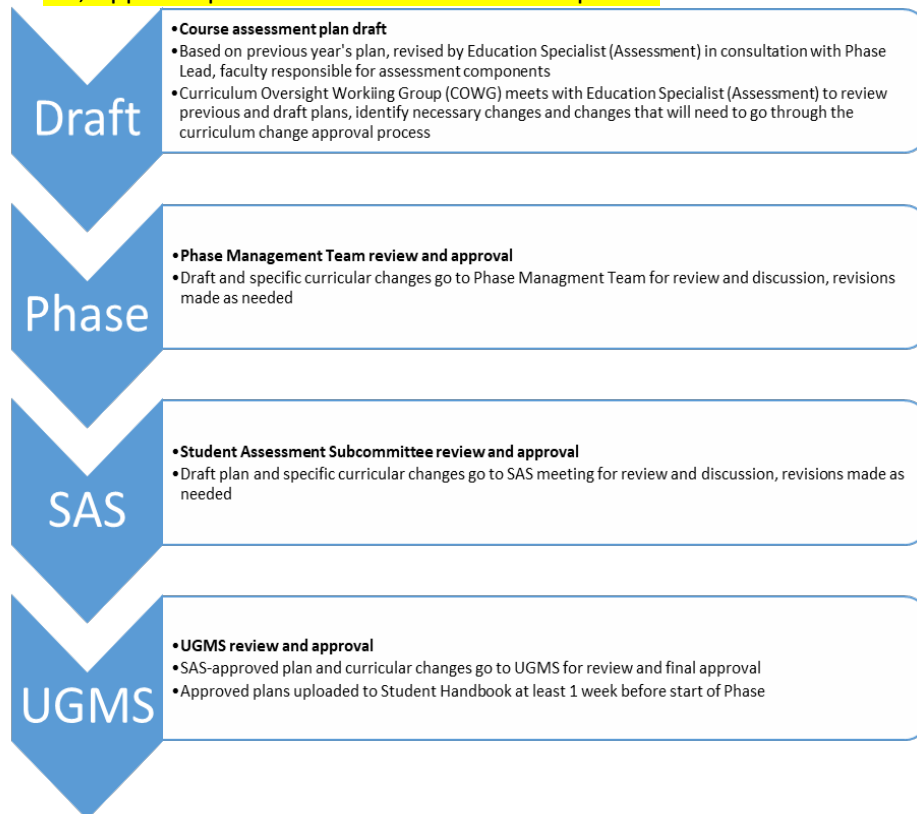 Draft
•Course assessment plan draft
•Based on previous year's plan, revised by Education Specialist (Assessment) in consultation with Phase
Lead, faculty responsible for assessment components
•Curriculum Oversight Workiing Group (COWG) meets with Education Specialist (Assessment) to review
previous and draft plans, identify necessary changes and changes that will need to go through the
curriculum change approval process
Phase
•Phase Management Team review and approval
•Draft and specific curricular changes go to Phase Managment Team for review and discussion, revisions
made as needed
SAS
•Student Assessment Subcommittee review and approval
•Draft plan and specific curricular changes go to SAS meeting for review and discussion, revisions made as
needed
UGMS
•UGMS review and approval
•SAS-approved plan and curricular changes go to UGMS for review and final approval
•Approved plans uploaded to Student Handbook at least 1 week before start of Phase